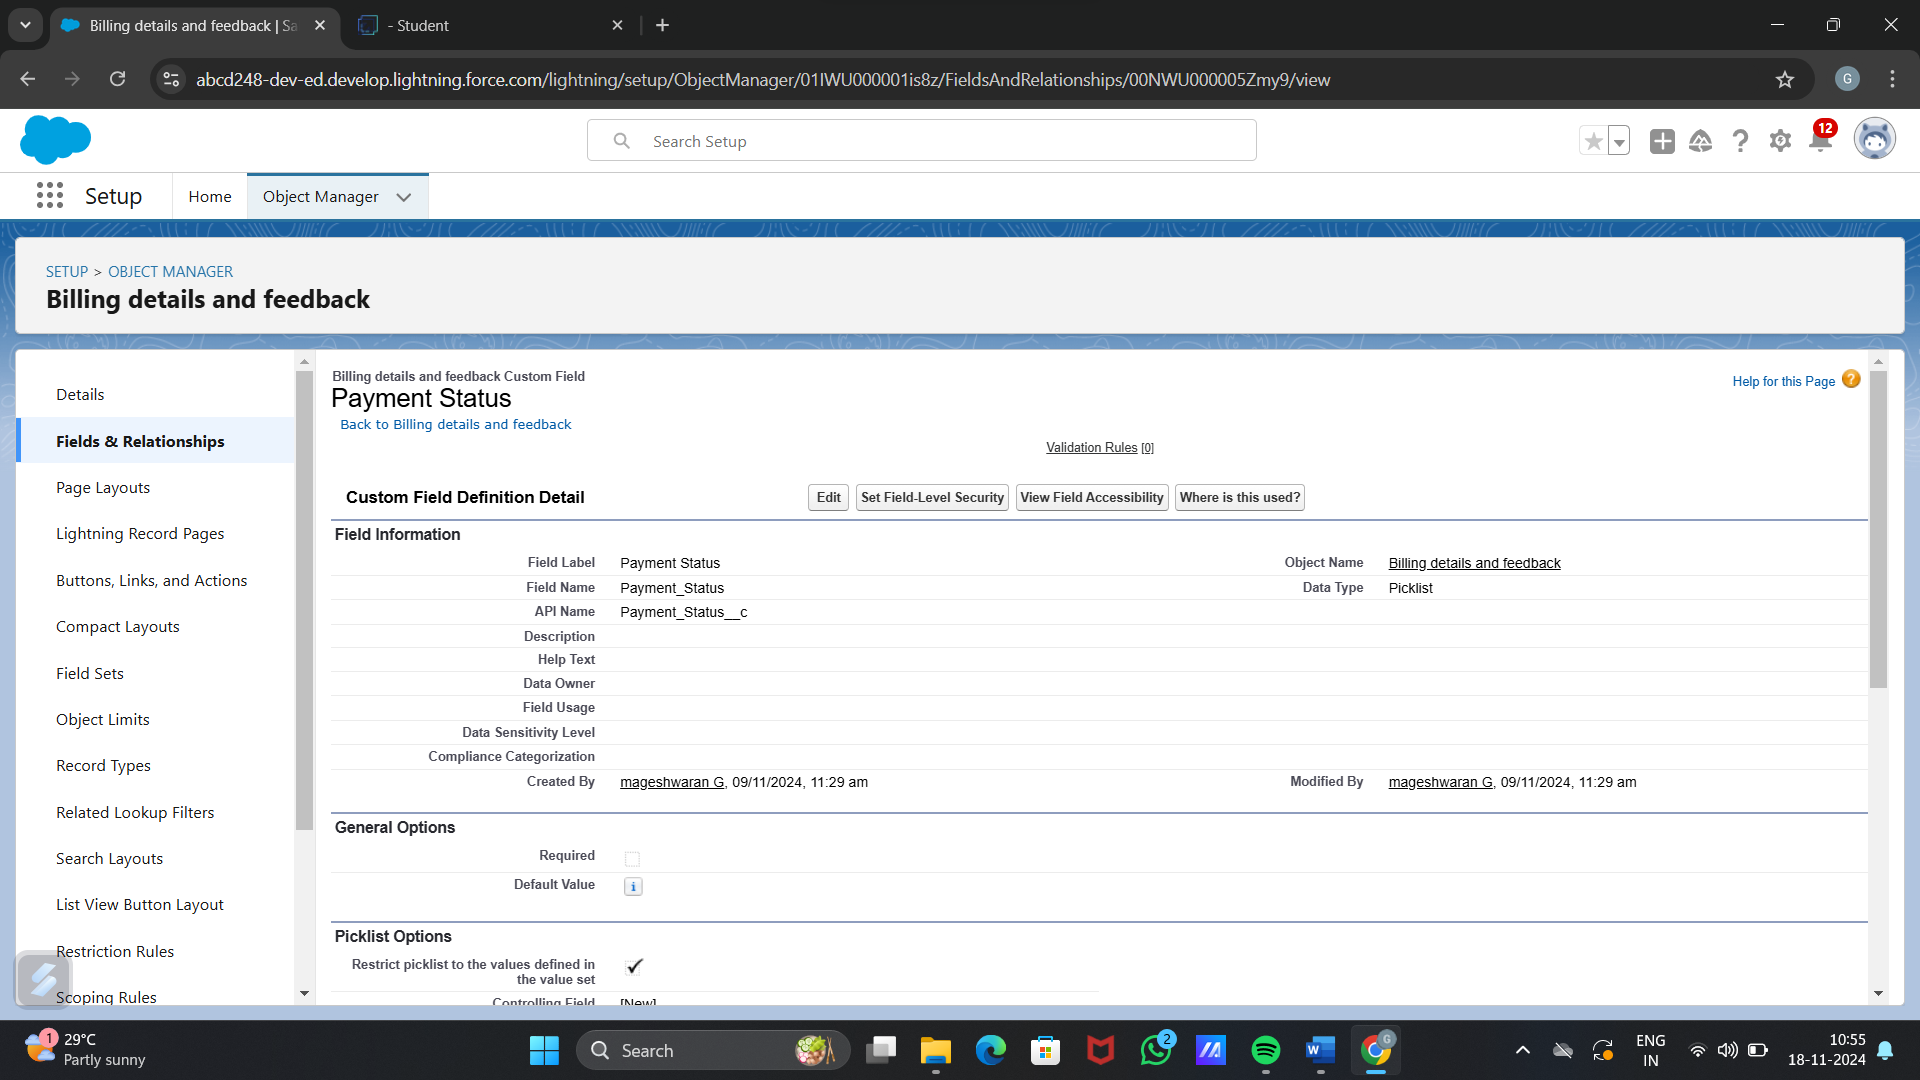 Billing details and feedback | Sa
- Student
abcd248-dev-ed.develop.lightning.force.com/lightning/setup/ObjectManager/01IWU000001is8z/FieldsAndRelationships/00NWU000005Zmy9/view
G
Search Setup
12
Setup
Home
Object Manager
SETUP > OBJECT MANAGER
Billing details and feedback
Details
Fields & Relationships
Page Layouts
Lightning Record Pages
Buttons, Links, and Actions
Compact Layouts
Field Sets
Object Limits
Record Types
Related Lookup Filters
Search Layouts
List View Button Layout
Restriction Rules
Scoping Rules
Billing details and feedback Custom Field
Payment Status
Back to Billing details and feedback
Help for this Page
Validation Rules [0]
Custom Field Definition Detail
Edit
Set Field-Level Security
View Field Accessibility
Where is this used?
Field Information
Field Label Payment Status Object Name Billing details and feedback
Field Name Payment_Status Data Type Picklist
API Name Payment_Status__c
Description
Help Text
Data Owner
Field Usage
Data Sensitivity Level
Compliance Categorization
Created By mageshwaran G, 09/11/2024, 11:29 am Modified By mageshwaran G, 09/11/2024, 11:29 am
General Options
Required
Default Value
Picklist Options
Restrict picklist to the values defined in
the value set
Controlling Field [New]
1
29°C
Partly sunny
Search
2
G
ENG
IN
10:55
18-11-2024